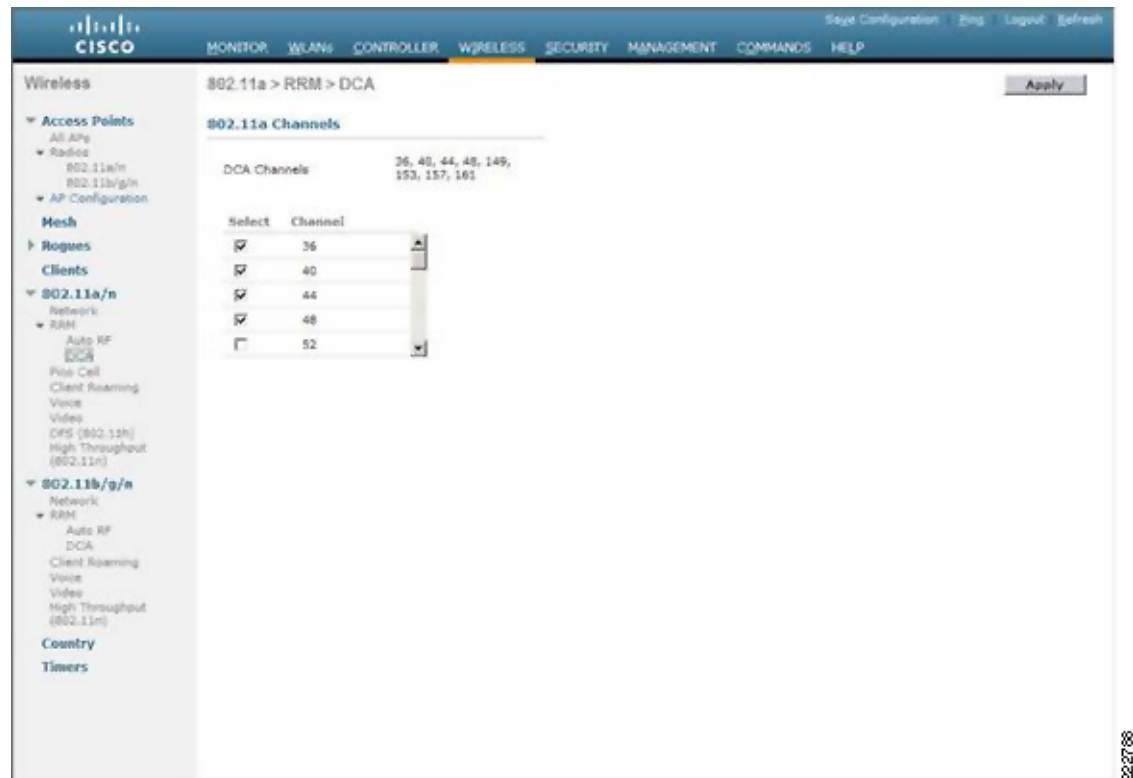 Save Configuration Ping Logout Refresh
CISCO
MONITOR WLANs CONTROLLER WIRELESS SECURITY MANAGEMENT COMMANDS HELP
Wireless
Access Points
All APs
Radios
802.11a/n
802.11b/g/n
AP Configuration
Mesh
Rogues
Clients
802.11a/n
Network
RRM
Auto RF
DCA
Pico Cell
Client Roaming
Voice
Video
DFS (802.11h)
High Throughput
(802.11n)
802.11b/g/n
Network
RRM
Auto RF
DCA
Client Roaming
Voice
Video
High Throughput
(802.11n)
Country
Timers
802.11a > RRM > DCA
Apply
802.11a Channels
DCA Channels
36, 40, 44, 48, 149,
153, 157, 161
Select Channel
36
40
44
48
52